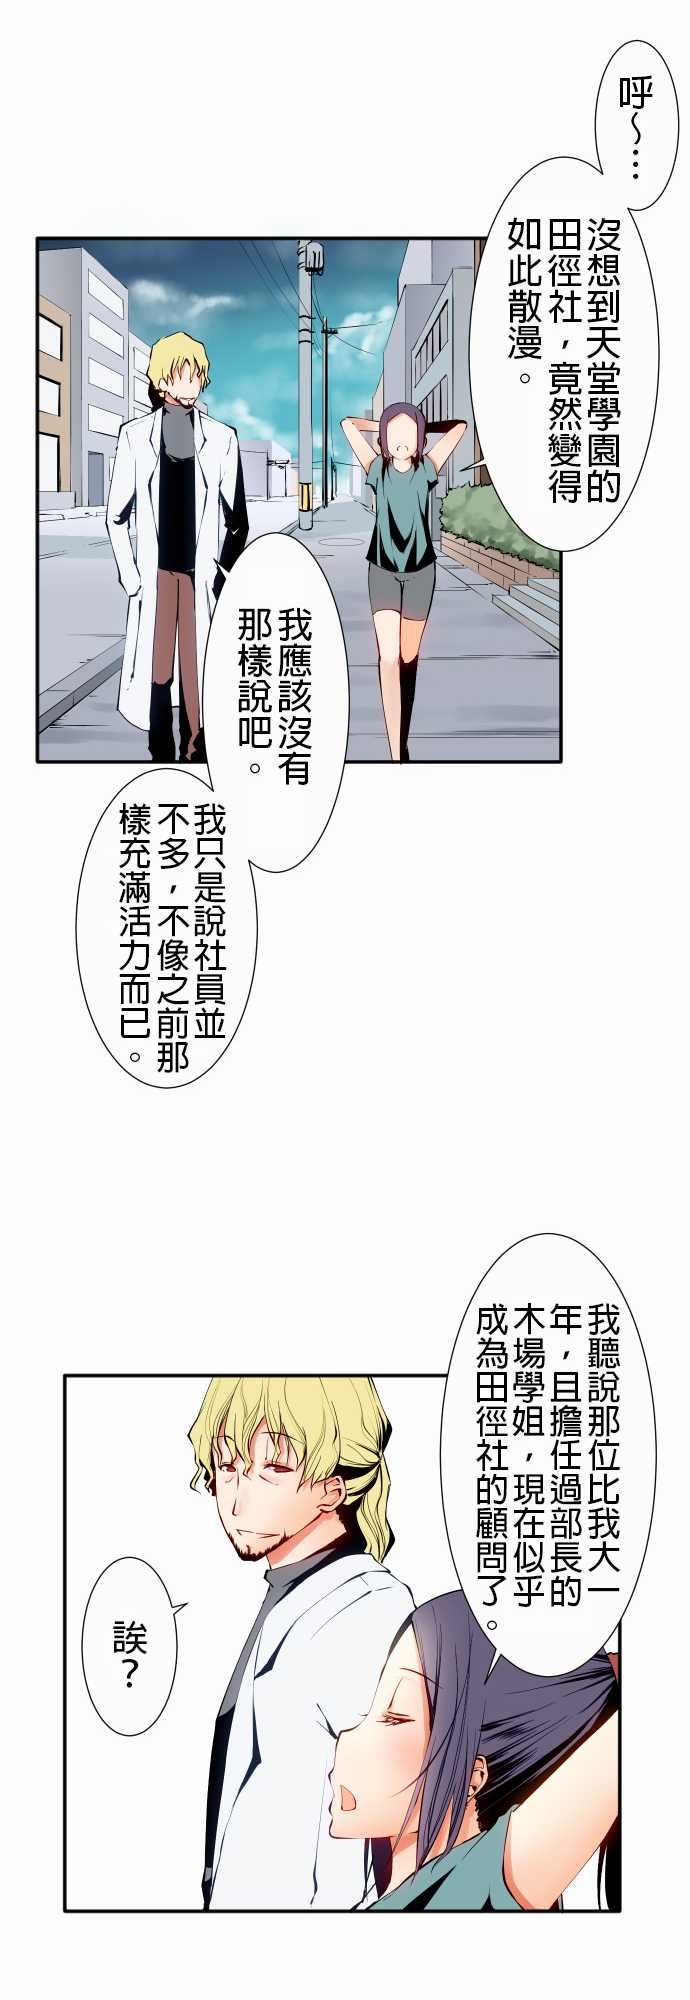 呼~…
沒想到天堂學園的
田徑社，竟然變得
如此散漫。
我應該沒有
那樣說吧。
我只是說社員並
不多，不像之前那
樣充滿活力而已。
我聽說那位比我大一
年，且擔任過部長的
木場學姐，現在似乎
成為田徑社的顧問了。
誒？